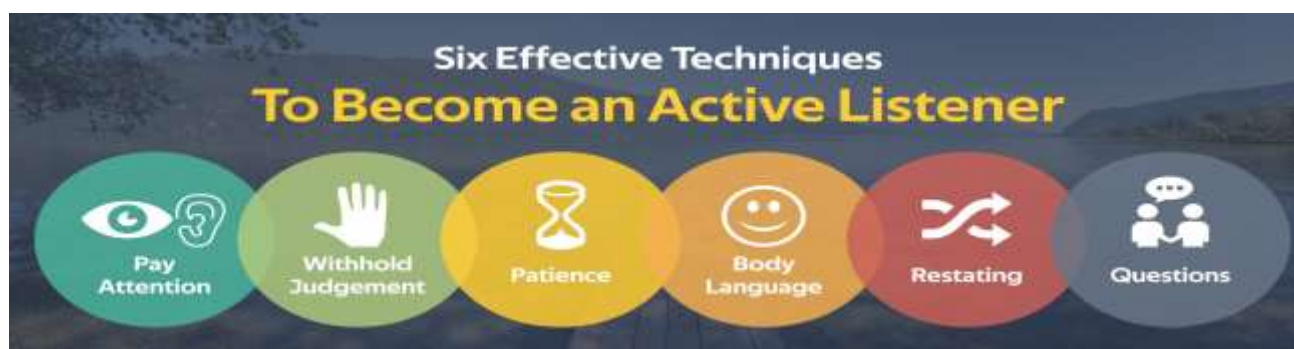 Six Effective Techniques
To Become an Active Listener
Pay
Attention
Withhold
Judgement
Patience
Body
Language
Restating
Questions